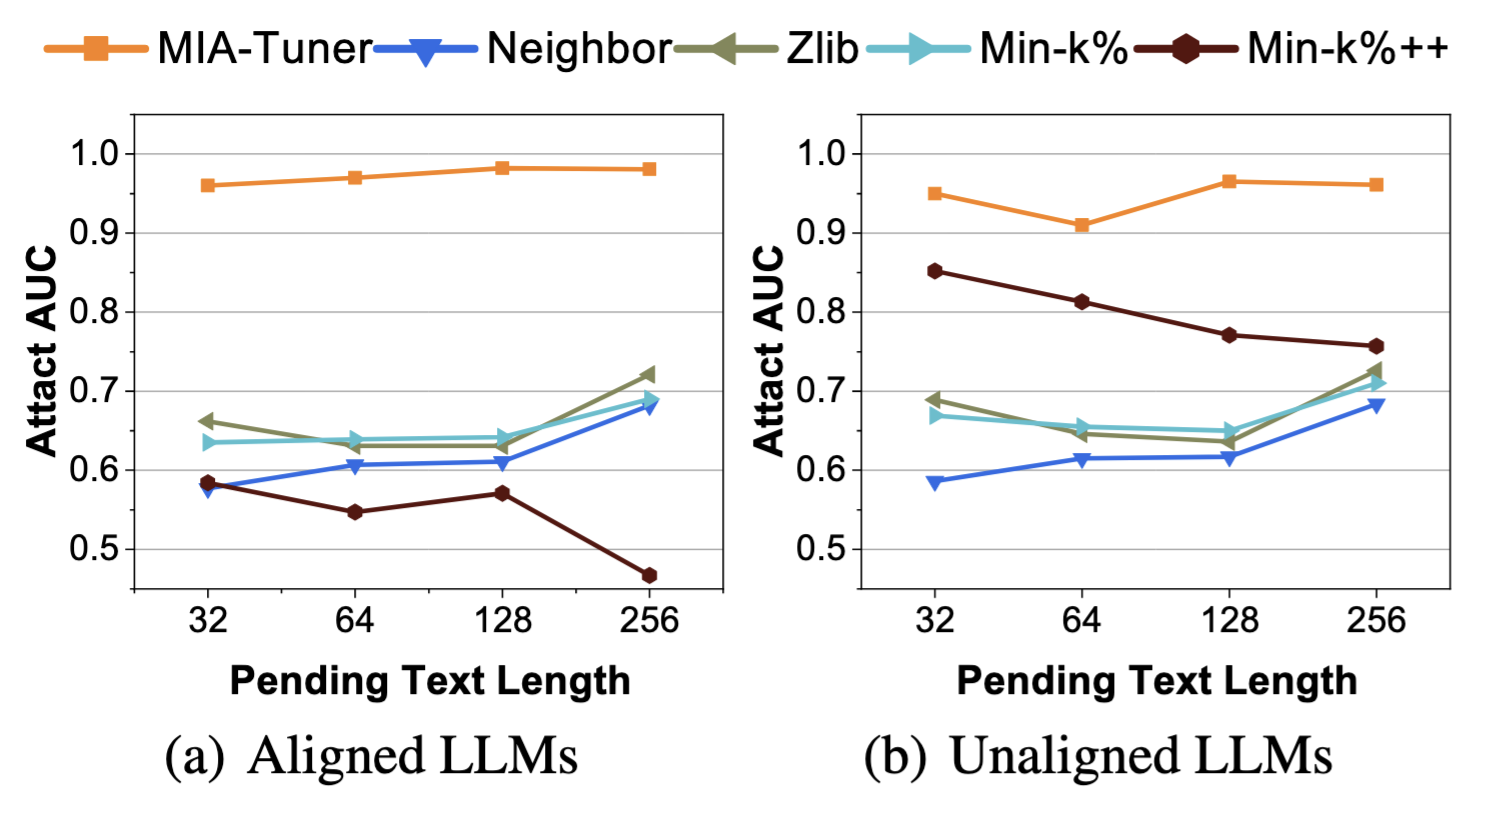 MIA-Tuner Neighbor Zlib Min-k% Min-k%++
Attact AUC
1.0
0.9
0.8
0.7
0.6
0.5
32 64 128 256
Pending Text Length
(a) Aligned LLMs
Attact AUC
1.0
0.9
0.8
0.7
0.6
0.5
32 64 128 256
Pending Text Length
(b) Unaligned LLMs